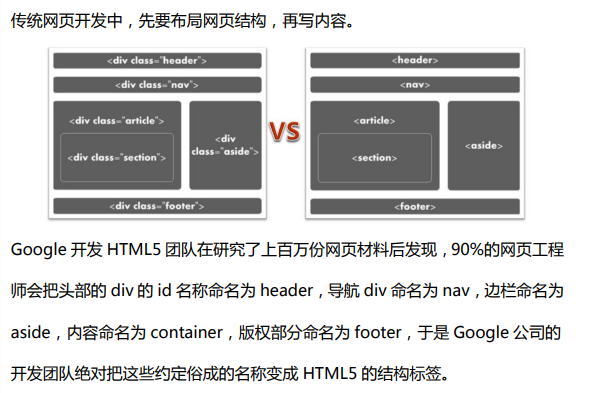 传统网页开发中，先要布局网页结构，再写内容。
<div class="header">
<div class="nav">
<div class="article">
<div class="section">
<div
class="aside">
<div class="footer">
VS
<header>
<nav>
<article>
<section>
<aside>
<footer>
Google 开发 HTML5 团队在研究了上百万份网页材料后发现，90%的网页工程
师会把头部的 div 的 id 名称命名为 header，导航 div 命名为 nav，边栏命名为
aside，内容命名为 container，版权部分命名为 footer，于是 Google 公司的
开发团队绝对把这些约定俗成的名称变成 HTML5 的结构标签。